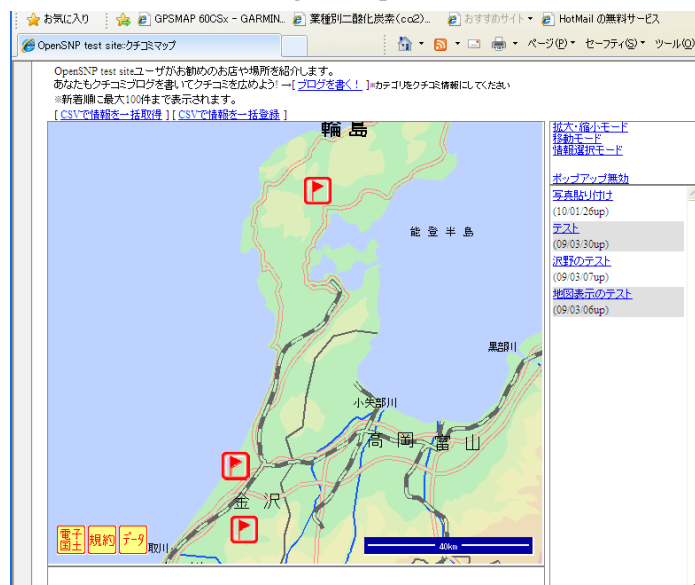 お気に入り GPSMAP 60CSx - GARMIN... 業種別二酸化炭素(co2)... おすすめサイト HotMail の無料サービス
OpenSNP test site:クチコミマップ ページ(P) セーフティ(S) ツール(O)
OpenSNP test siteユーザがお勧めのお店や場所を紹介します。
あなたもクチコミブログを書いてクチコミを広めよう! →[ ブログを書く! ]※カテゴリをクチコミ情報にしてください
※新着順に最大100件まで表示されます。
[ CSVで情報を一括取得 ] [ CSVで情報を一括登録 ]
輪島
能登半島
黒部川
小矢部川
高岡
富山
金沢
電子国土
規約
データ
取川
40km
拡大・縮小モード
移動モード
情報選択モード
ポップアップ無効
写真貼り付け
(10/01/26up)
テスト
(09/03/30up)
沢野のテスト
(09/03/07up)
地図表示のテスト
(09/03/06up)